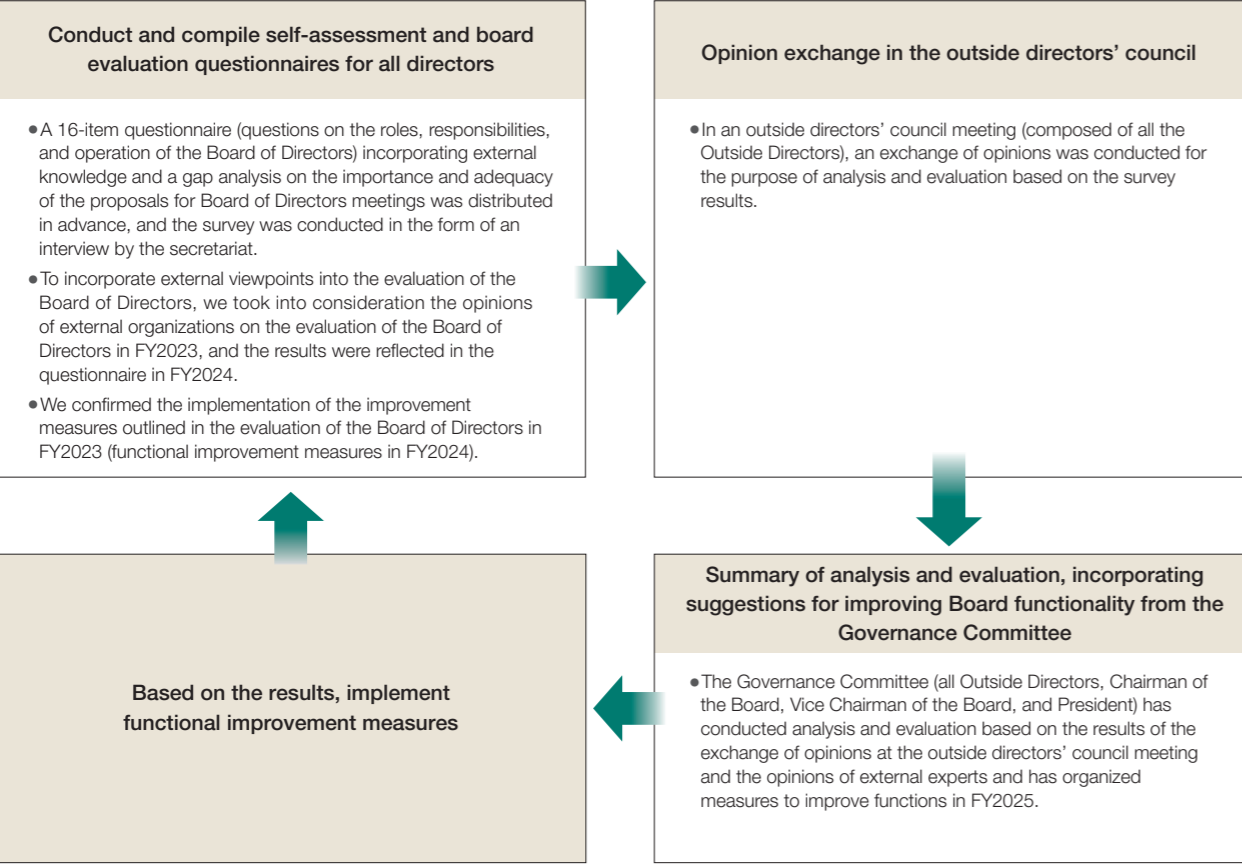 Conduct and compile self-assessment and board
evaluation questionnaires for all directors
●A 16-item questionnaire (questions on the roles, responsibilities,
and operation of the Board of Directors) incorporating external
knowledge and a gap analysis on the importance and adequacy
of the proposals for Board of Directors meetings was distributed
in advance, and the survey was conducted in the form of an
interview by the secretariat.
●To incorporate external viewpoints into the evaluation of the
Board of Directors, we took into consideration the opinions
of external organizations on the evaluation of the Board of
Directors in FY2023, and the results were reflected in the
questionnaire in FY2024.
●We confirmed the implementation of the improvement
measures outlined in the evaluation of the Board of Directors in
FY2023 (functional improvement measures in FY2024).
Opinion exchange in the outside directors’ council
●In an outside directors’ council meeting (composed of all the
Outside Directors), an exchange of opinions was conducted for
the purpose of analysis and evaluation based on the survey
results.
Summary of analysis and evaluation, incorporating
suggestions for improving Board functionality from the
Governance Committee
●The Governance Committee (all Outside Directors, Chairman of
the Board, Vice Chairman of the Board, and President) has
conducted analysis and evaluation based on the results of the
exchange of opinions at the outside directors’ council meeting
and the opinions of external experts and has organized
measures to improve functions in FY2025.
Based on the results, implement
functional improvement measures